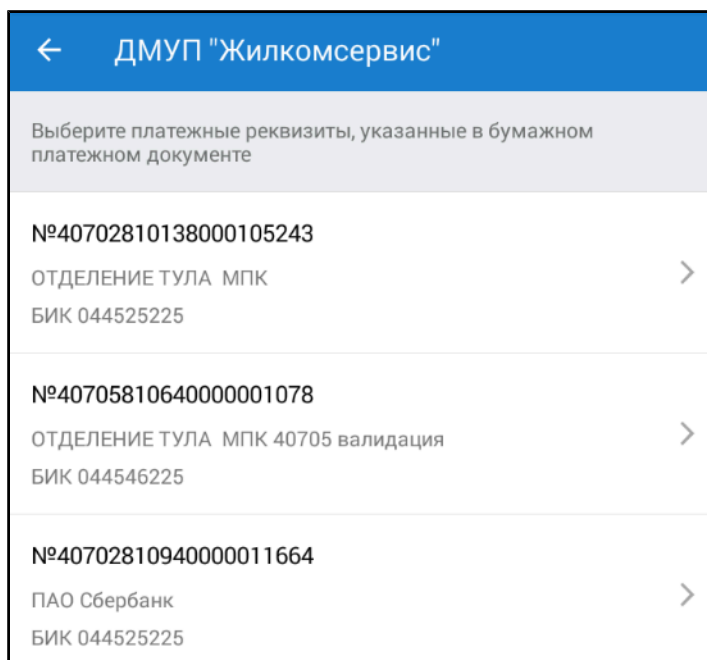 ДМУП "Жилкомсервис"
Выберите платежные реквизиты, указанные в бумажном
платежном документе
№40702810138000105243
ОТДЕЛЕНИЕ ТУЛА МПК
БИК 044525225
№40705810640000001078
ОТДЕЛЕНИЕ ТУЛА МПК 40705 валидация
БИК 044546225
№40702810940000011664
ПАО Сбербанк
БИК 044525225